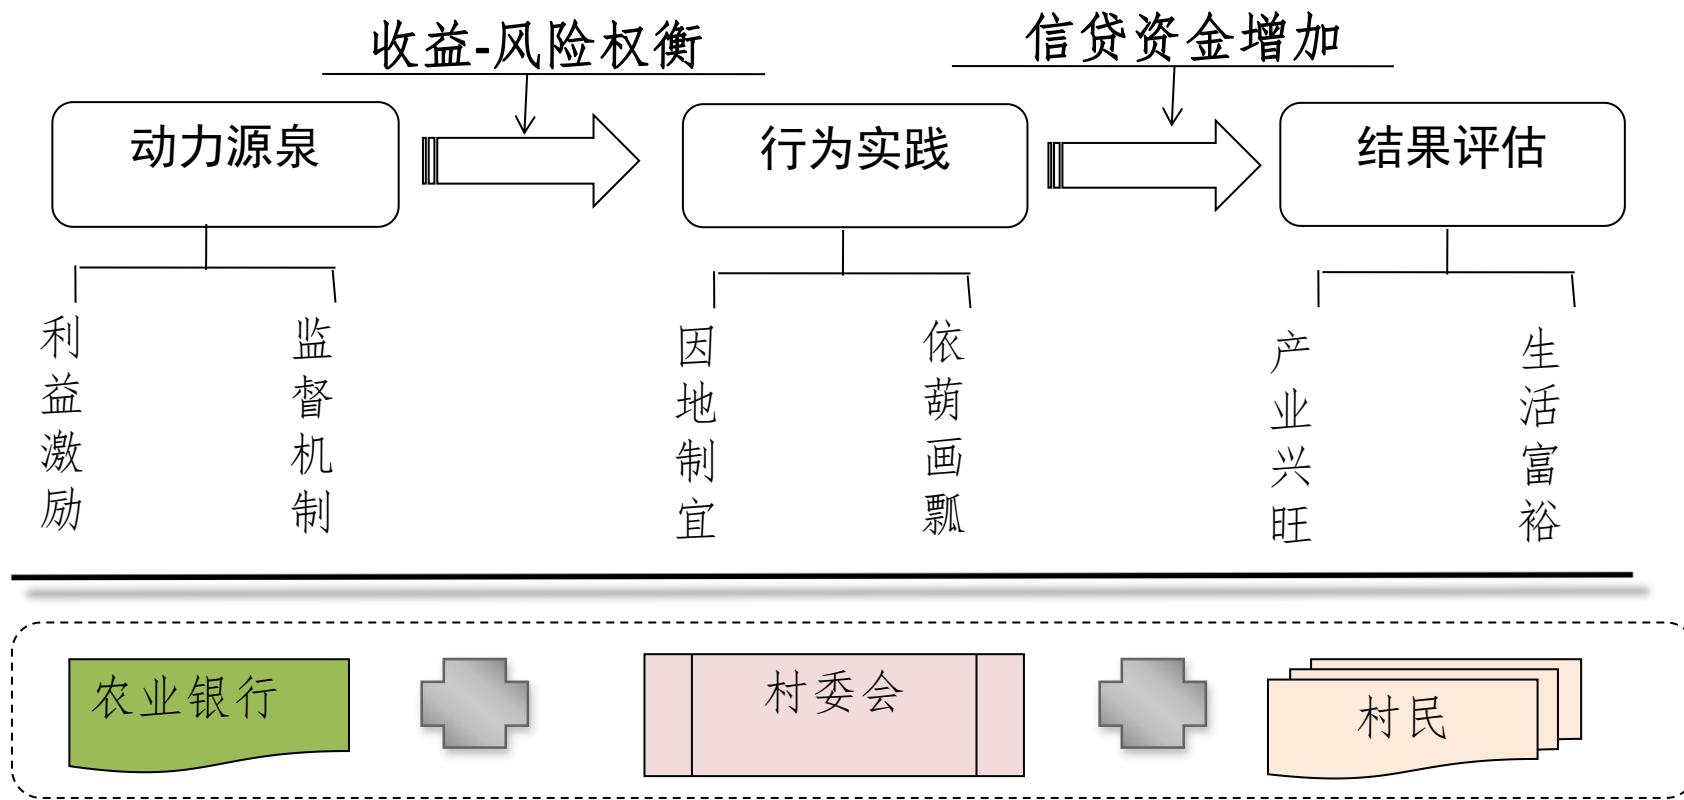 收益-风险权衡
信贷资金增加
动力源泉
行为实践
结果评估
利益激励
监督机制
因地制宜
依葫画瓢
产业兴旺
生活富裕
农业银行
村委会
村民